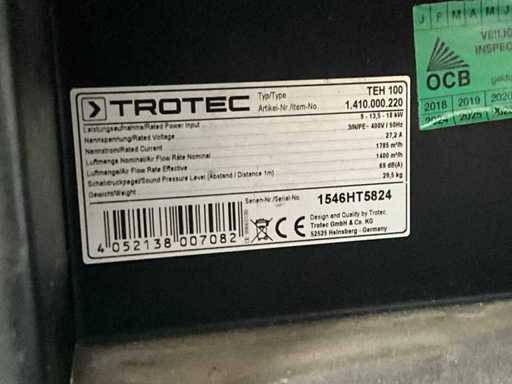 TROTEC
Typ/Type TEH 100
Artikel-Nr./Item-No. 1.410.000.220
Leistungsaufnahme/Rated Power Input 9 - 13,5 - 18 kW
Nennspannung/Rated Voltage 3/N/PE~ 400V / 50Hz
Nennstrom/Rated Current 27,2 A
Luftmenge Nominal/Air Flow Rate Nominal 1785 m³/h
Luftmenge/Air Flow Rate Effective 1400 m³/h
Schalldruckpegel/Sound Pressure Level (Abstand / Distance 1m) 69 dB(A)
Gewicht/Weight 29,5 kg
Serien-Nr./Serial No. 1546HT5824
4 052138 007082
CE
Design and Quality by Trotec
Trotec GmbH & Co. KG
52525 Heinsberg - Germany
J F M A M J
INSPEC
OCB
2018 2019 2020
2024 2025